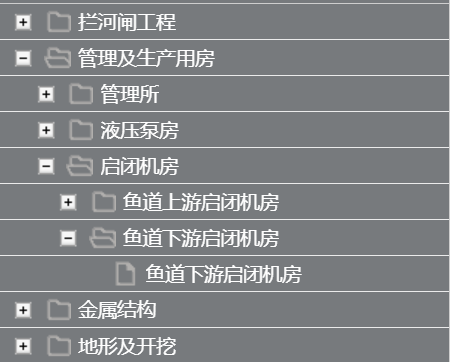 拦河闸工程
管理及生产用房
管理所
液压泵房
启闭机房
鱼道上游启闭机房
鱼道下游启闭机房
鱼道下游启闭机房
金属结构
地形及开挖